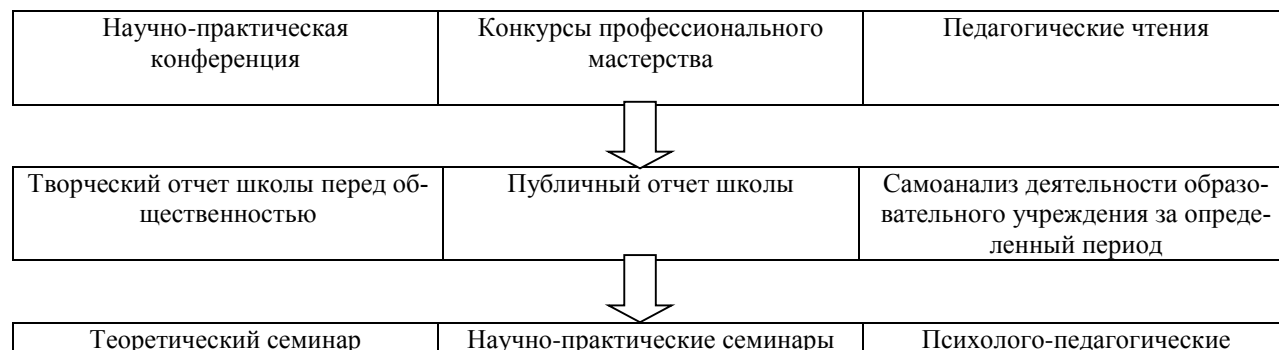 Научно-практическая
конференция
Конкурсы профессионального
мастерства
Педагогические чтения
Творческий отчет школы перед об-
щественностью
Публичный отчет школы
Самоанализ деятельности образо-
вательного учреждения за опреде-
ленный период
Теоретический семинар
Научно-практические семинары
Психолого-педагогические